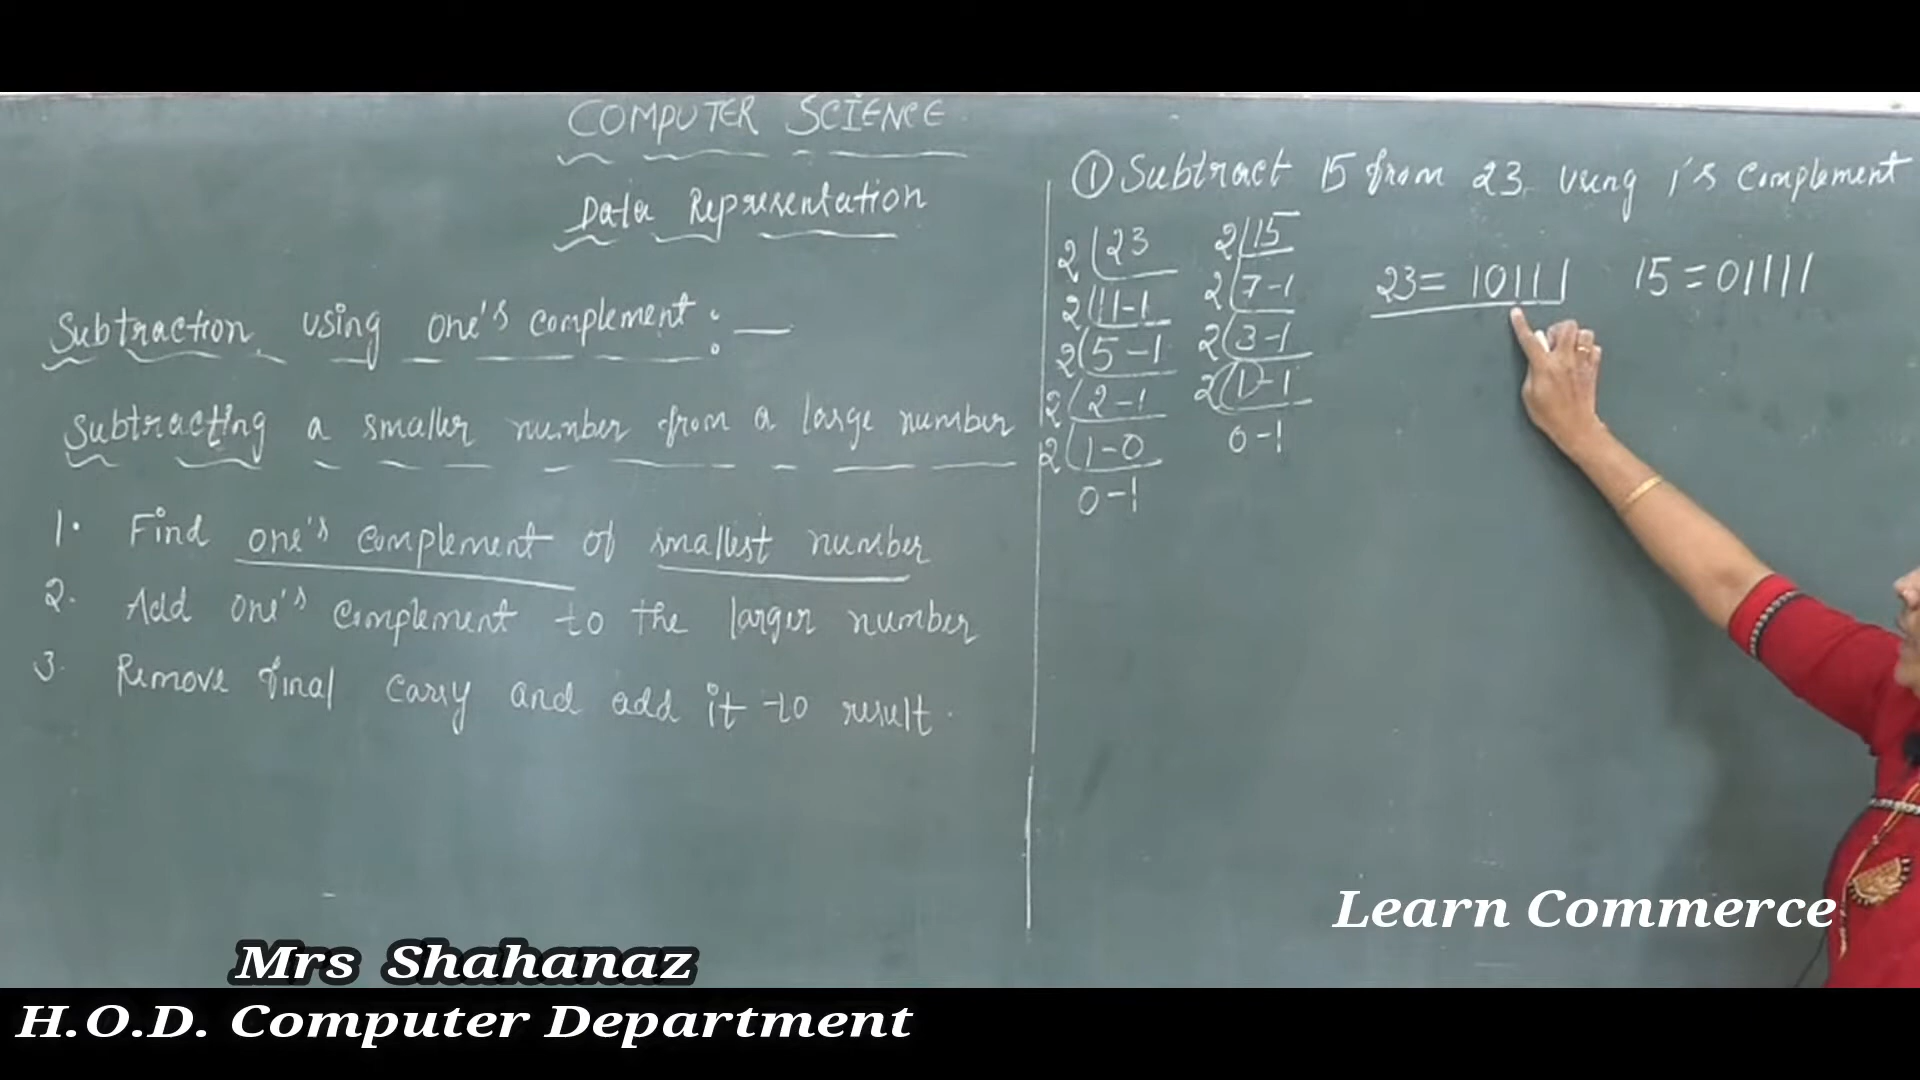 COMPUTER SCIENCE
Data Representation
Subtraction using one's complement : —
Subtracting a smaller number from a large number
1. Find one's complement of smallest number
2. Add one's complement to the larger number
3. Remove final carry and add it to result.
① Subtract 15 from 23 using 1's complement
2 23
2 11-1
2 5-1
2 2-1
2 1-0
0-1
2 15
2 7-1
2 3-1
2 1-1
0-1
23= 10111 15=01111
Learn Commerce
Mrs Shahanaz
H.O.D. Computer Department